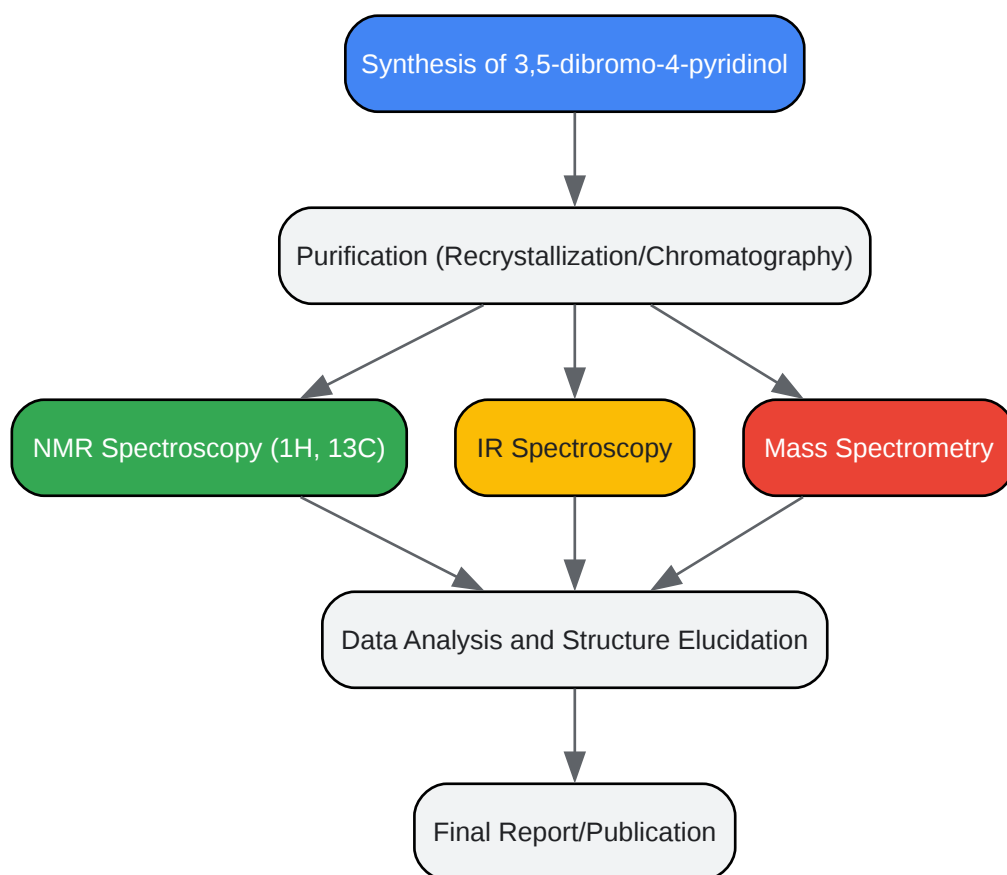 Synthesis of 3,5-dibromo-4-pyridinol
Purification (Recrystallization/Chromatography)
NMR Spectroscopy (1H, 13C)
IR Spectroscopy
Mass Spectrometry
Data Analysis and Structure Elucidation
Final Report/Publication